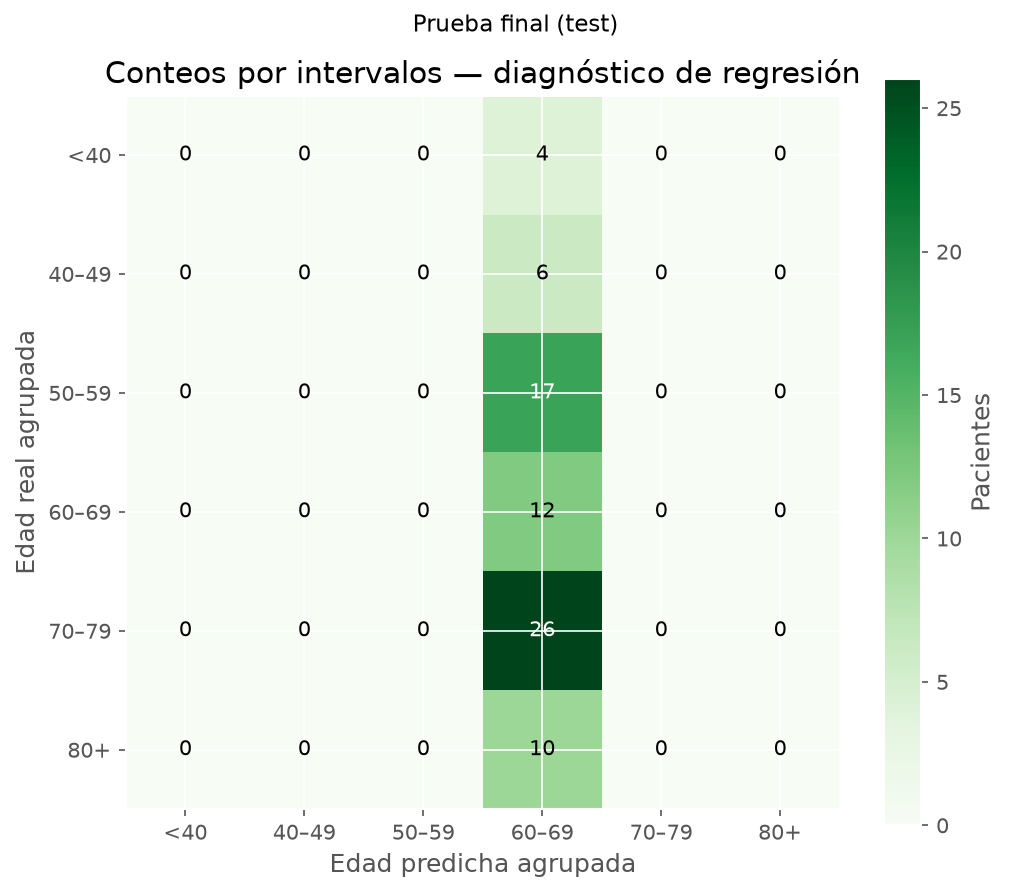 Prueba final (test)
Conteos por intervalos — diagnóstico de regresión
Edad real agrupada
<40 0 0 0 4 0 0
40–49 0 0 0 6 0 0
50–59 0 0 0 17 0 0
60–69 0 0 0 12 0 0
70–79 0 0 0 26 0 0
80+ 0 0 0 10 0 0
<40 40–49 50–59 60–69 70–79 80+
Edad predicha agrupada
25
20
15
10
5
0
Pacientes